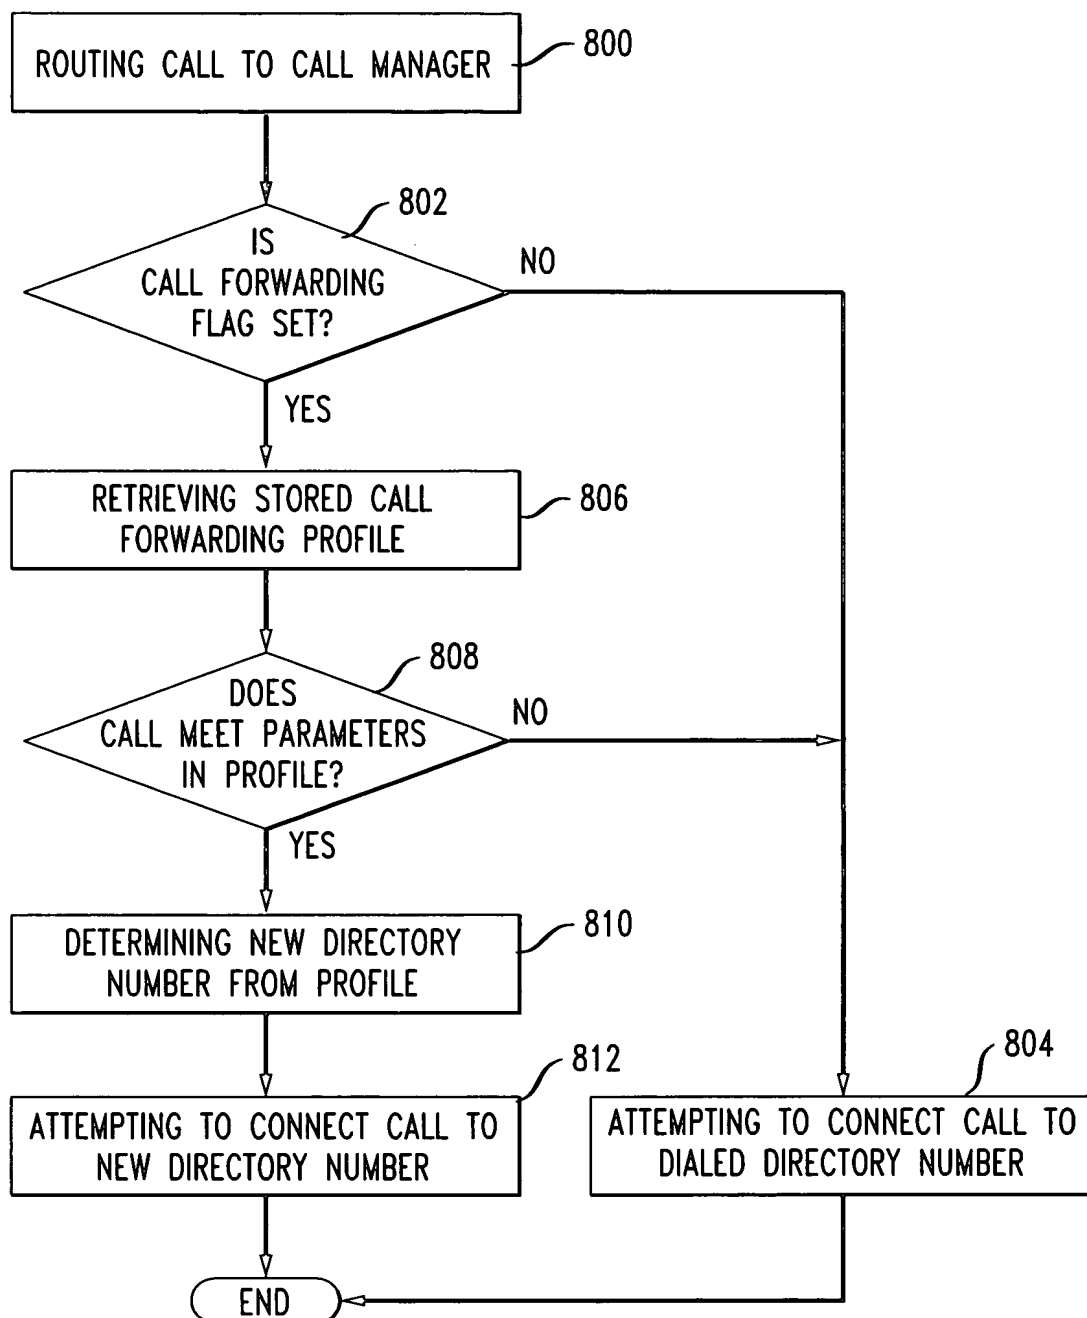 ROUTING CALL TO CALL MANAGER
800
802
IS
CALL FORWARDING
FLAG SET?
NO
YES
RETRIEVING STORED CALL
FORWARDING PROFILE
806
808
DOES
CALL MEET PARAMETERS
IN PROFILE?
NO
YES
DETERMINING NEW DIRECTORY
NUMBER FROM PROFILE
810
812
ATTEMPTING TO CONNECT CALL TO
NEW DIRECTORY NUMBER
804
ATTEMPTING TO CONNECT CALL TO
DIALED DIRECTORY NUMBER
END